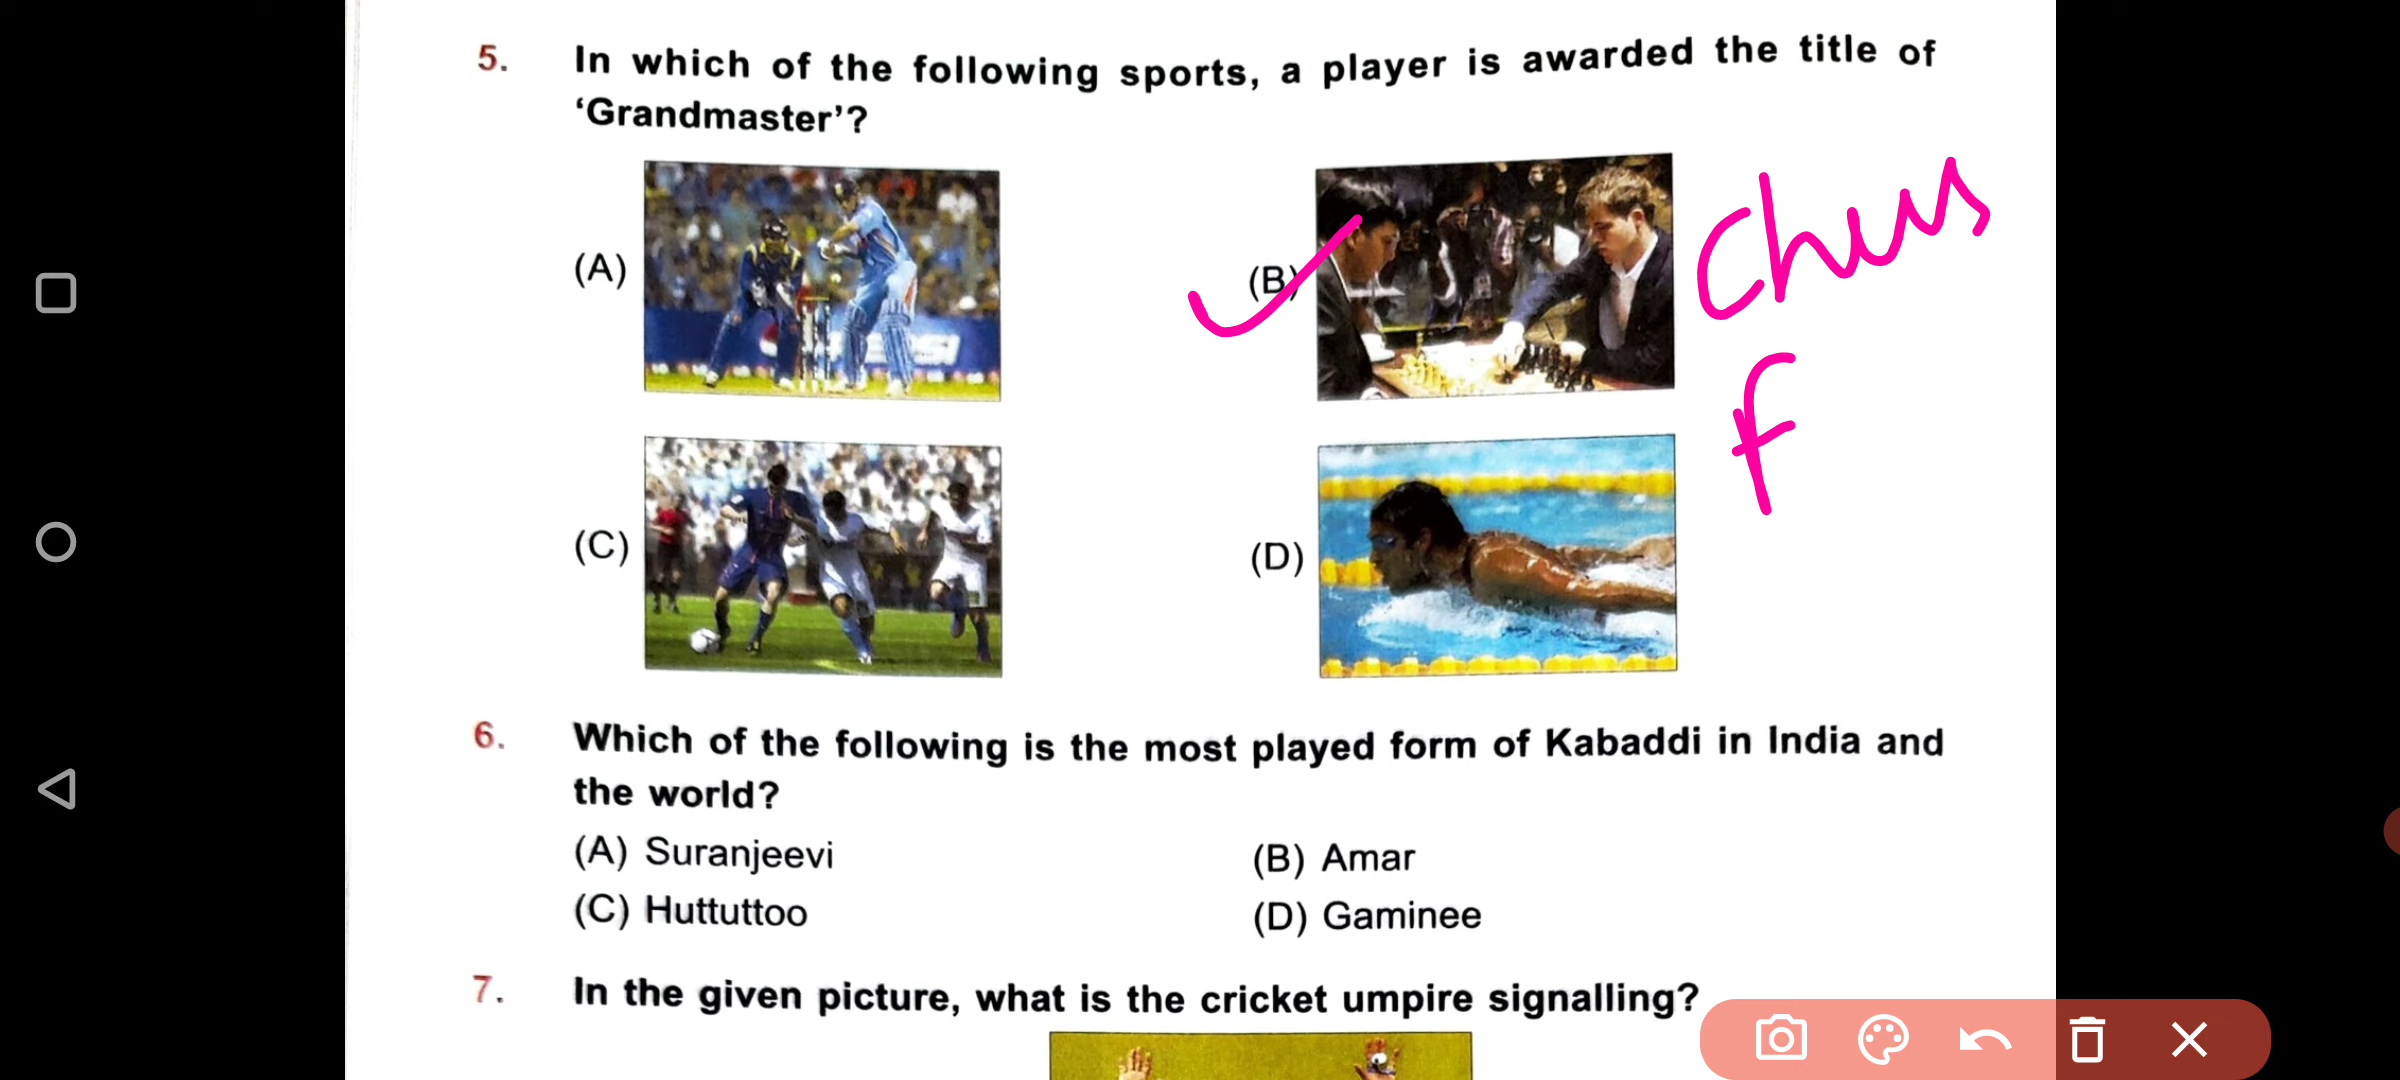 5. In which of the following sports, a player is awarded the title of
‘Grandmaster’?
(A)
(B)
Chess
F
(C)
(D)
6. Which of the following is the most played form of Kabaddi in India and
the world?
(A) Suranjeevi
(B) Amar
(C) Huttuttoo
(D) Gaminee
7. In the given picture, what is the cricket umpire signalling?